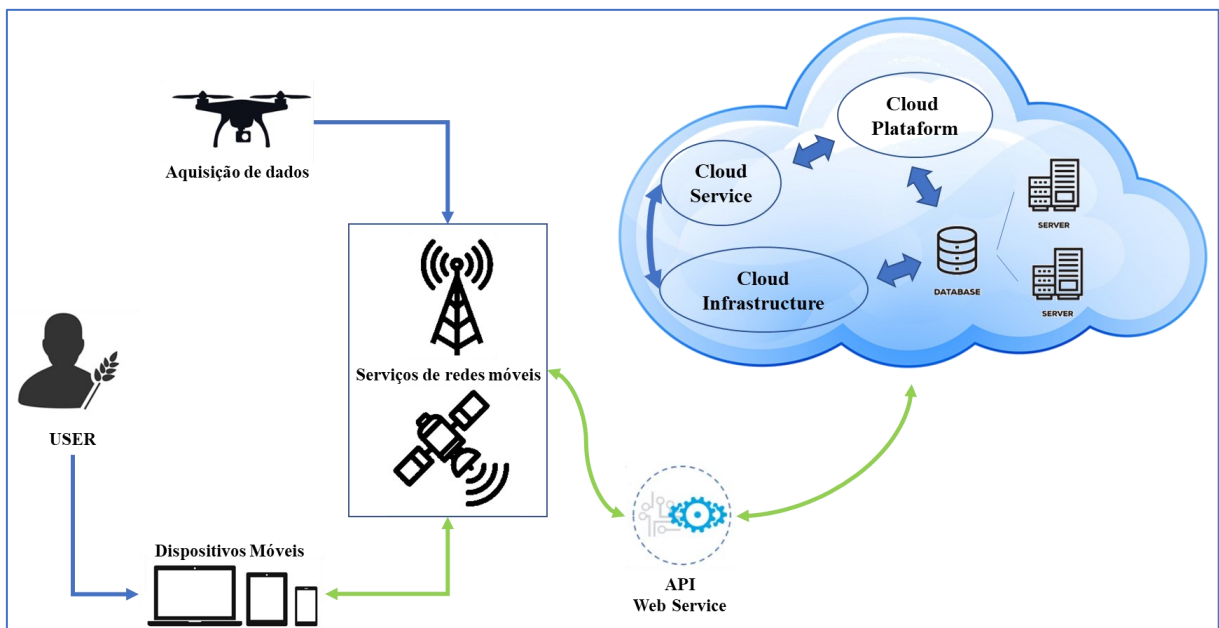 Aquisição de dados
USER
Dispositivos Móveis
Serviços de redes móveis
API
Web Service
Cloud
Plataform
Cloud
Service
Cloud
Infrastructure
DATABASE
SERVER
SERVER